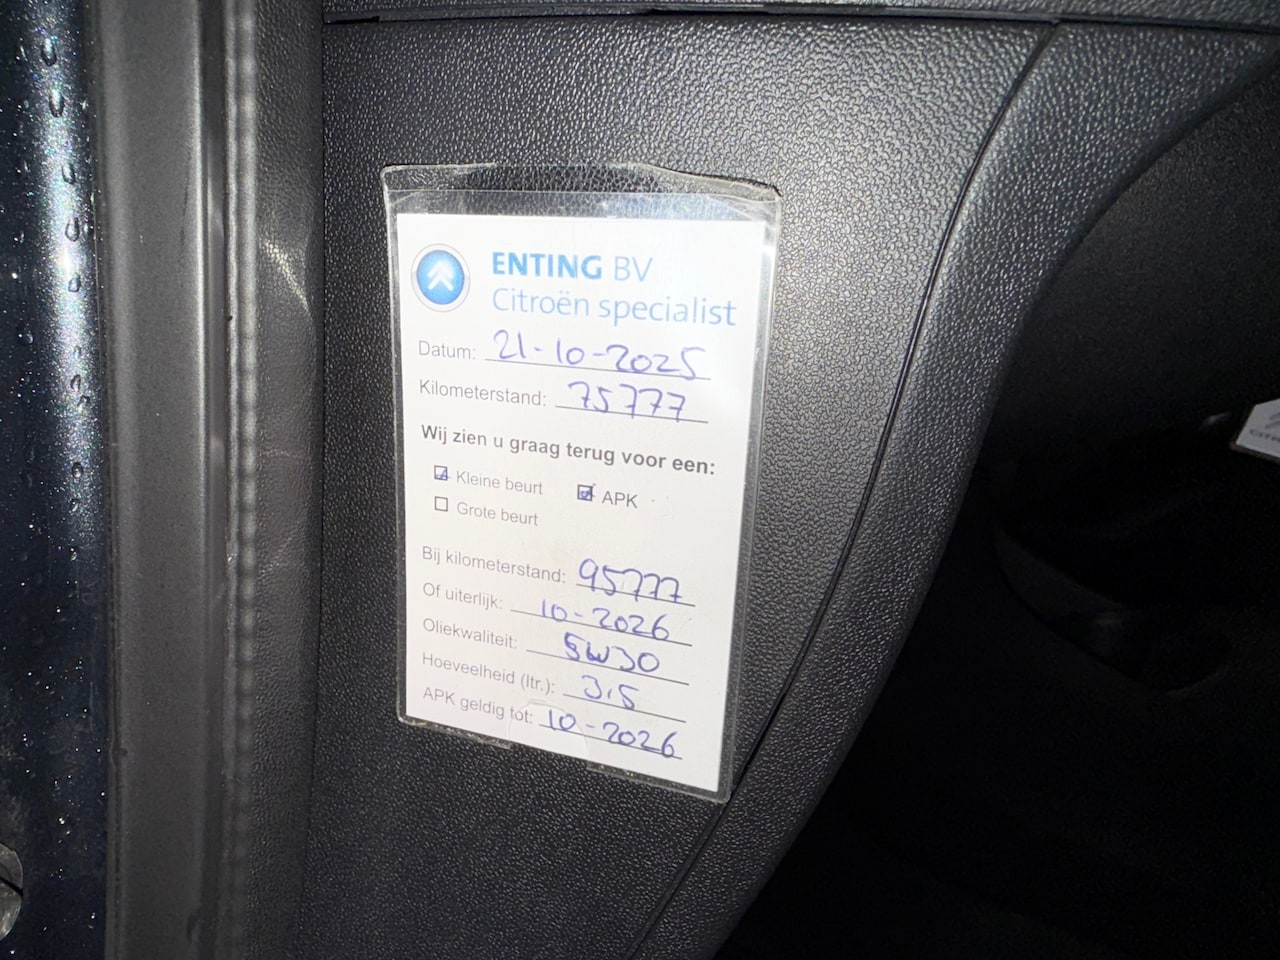 ENTING BV
Citroën specialist
Datum: 21-10-2025
Kilometerstand: 75777
Wij zien u graag terug voor een:
Kleine beurt APK
Grote beurt
Bij kilometerstand: 95777
Of uiterlijk: 10-2026
Oliekwaliteit: 5W30
Hoeveelheid (ltr.): 3.5
APK geldig tot: 10-2026